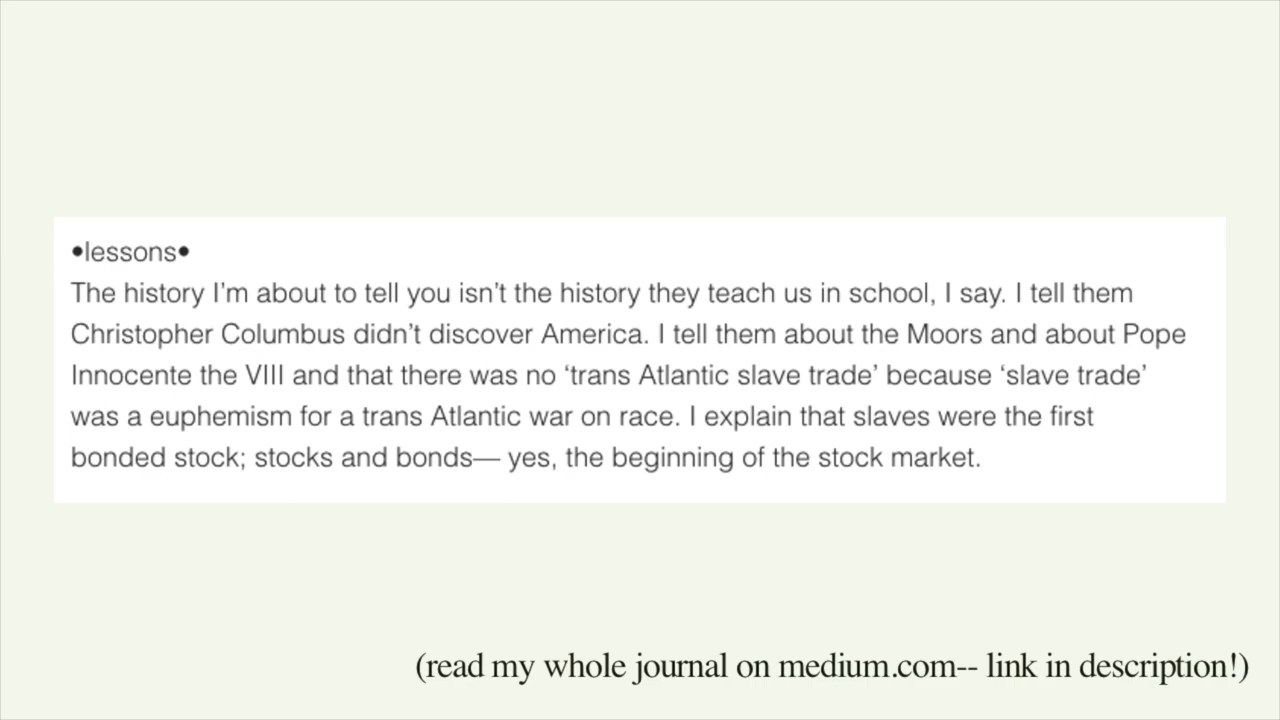 •lessons•
The history I’m about to tell you isn’t the history they teach us in school, I say. I tell them
Christopher Columbus didn’t discover America. I tell them about the Moors and about Pope
Innocente the VIII and that there was no ‘trans Atlantic slave trade’ because ‘slave trade’
was a euphemism for a trans Atlantic war on race. I explain that slaves were the first
bonded stock; stocks and bonds— yes, the beginning of the stock market.
(read my whole journal on medium.com-- link in description!)